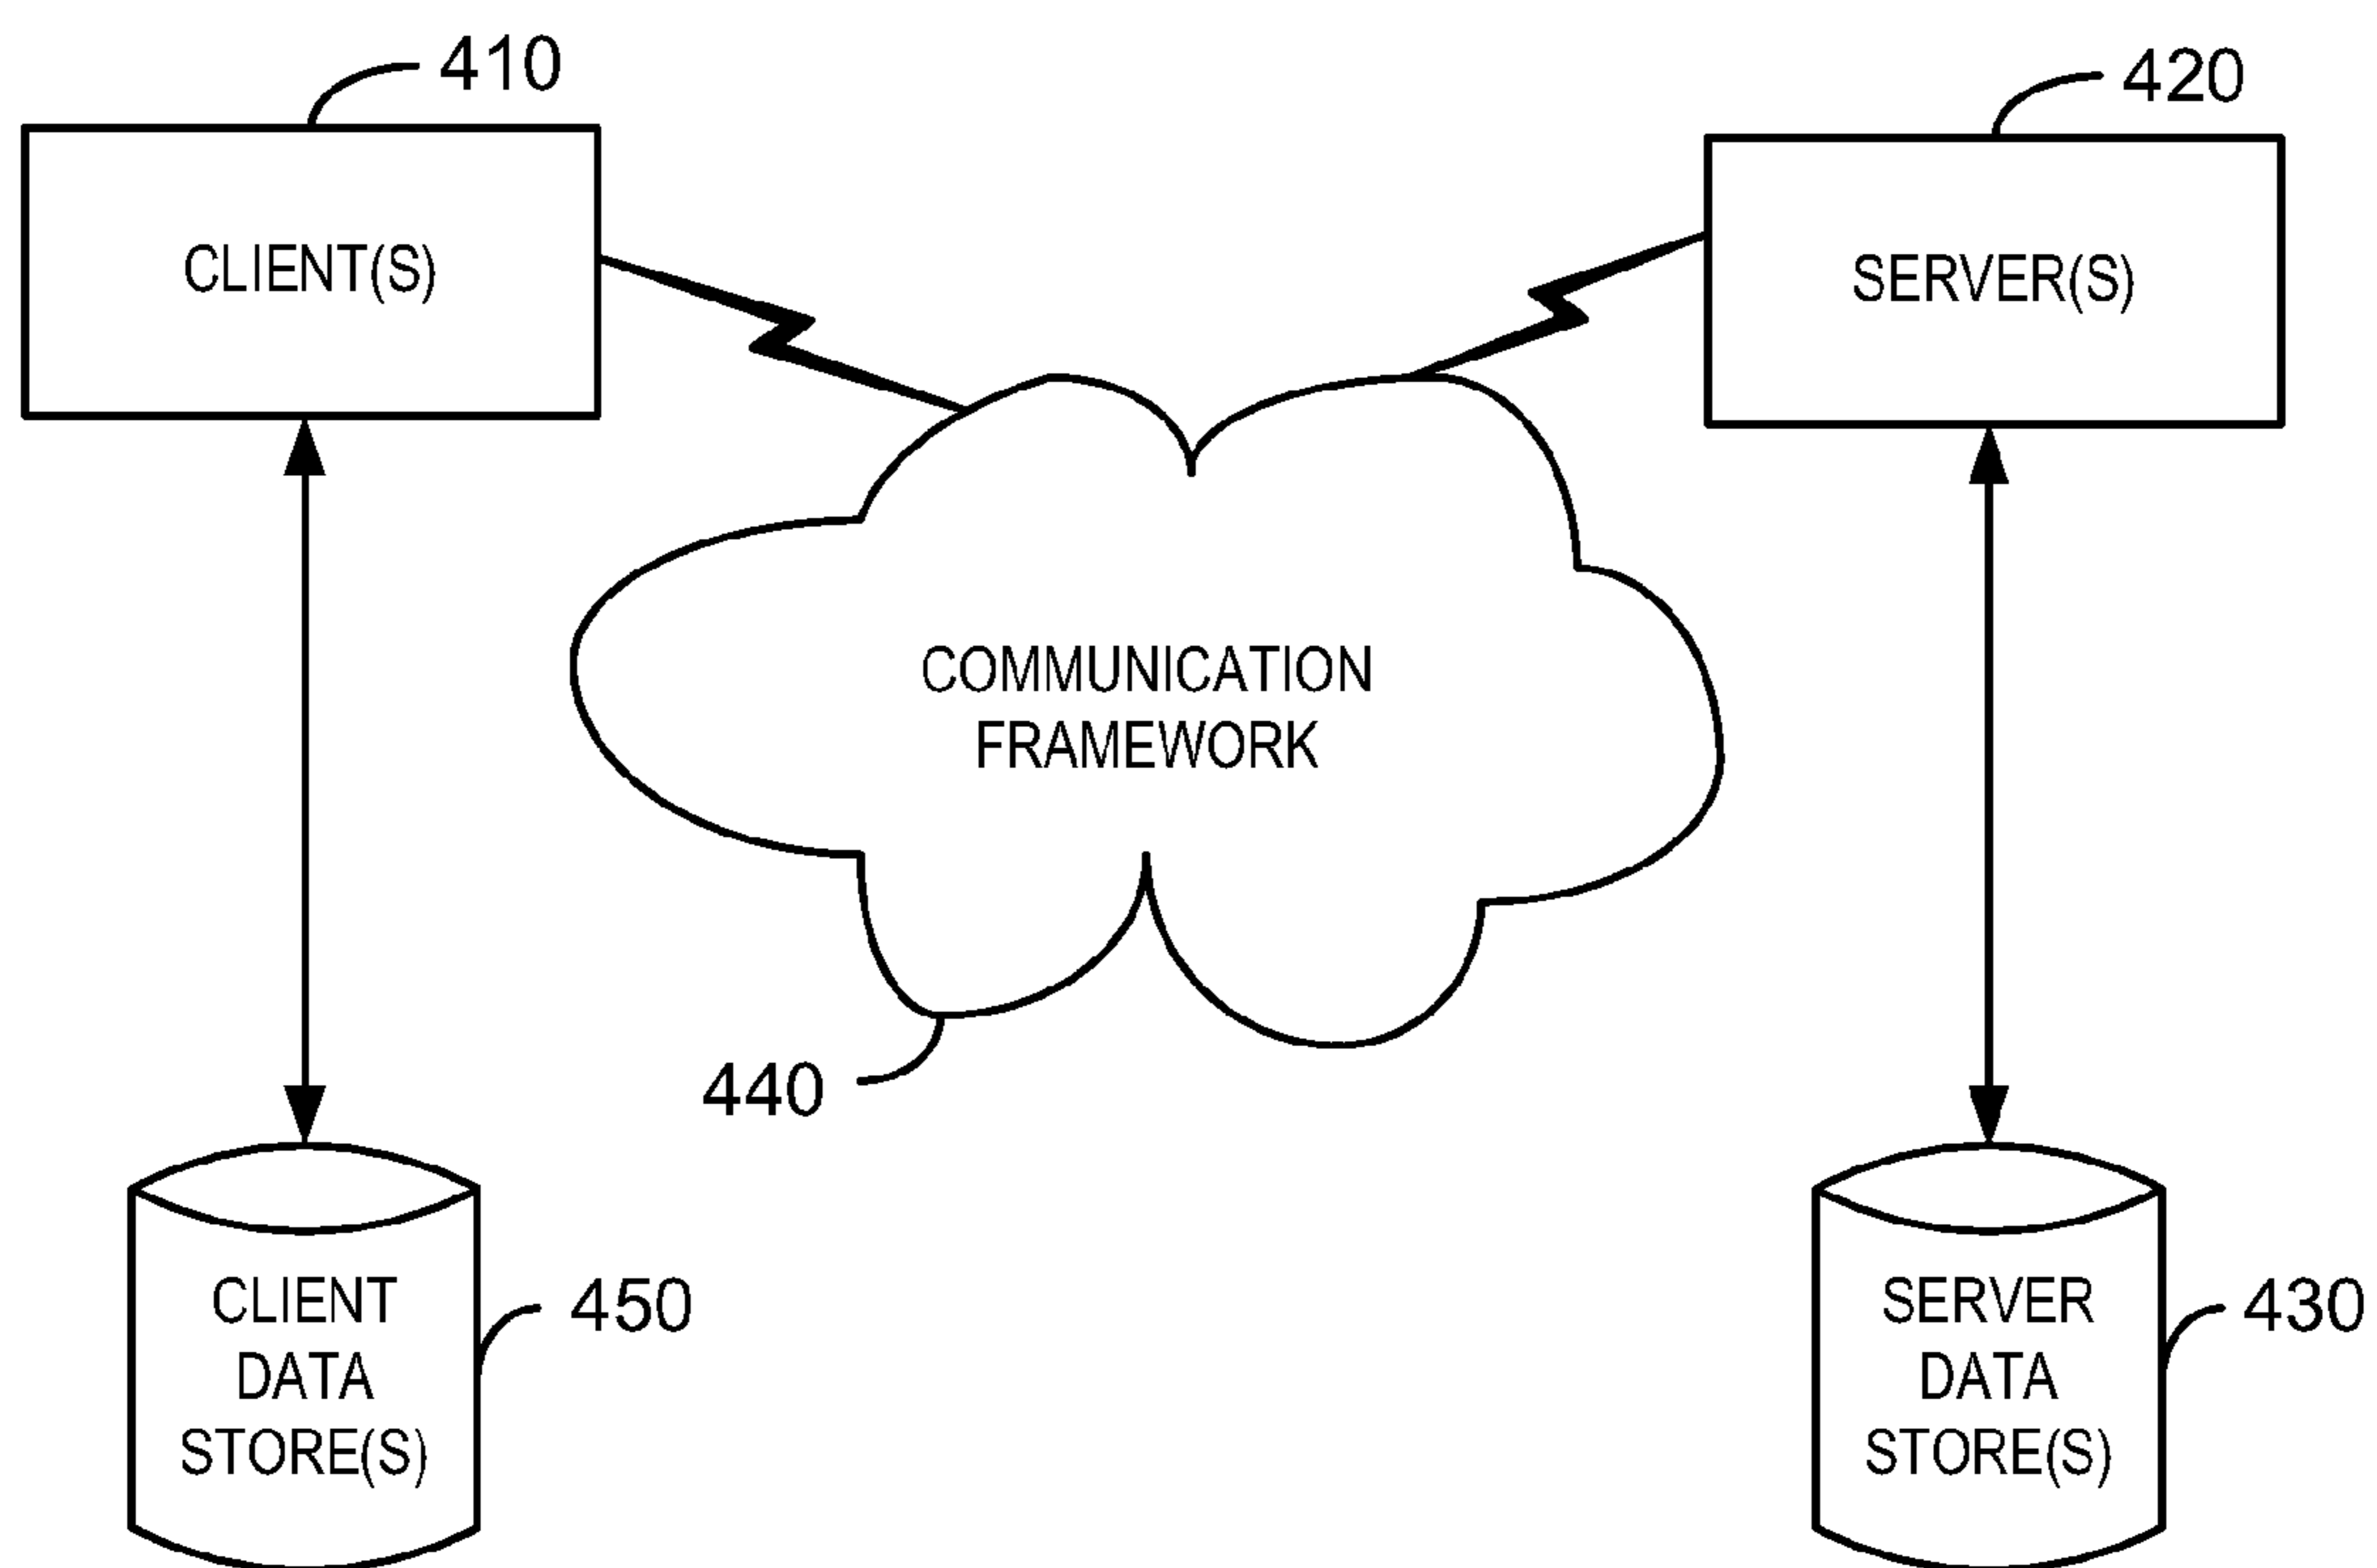 410
420
CLIENT(S)
SERVER(S)
COMMUNICATION
FRAMEWORK
440
CLIENT
DATA
STORE(S)
450
SERVER
DATA
STORE(S)
430